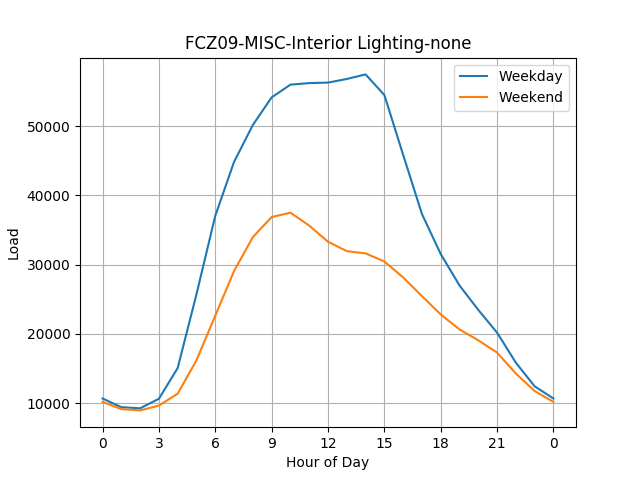 FCZ09-MISC-Interior Lighting-none
Weekday
Weekend
50000
40000
30000
20000
10000
Load
0 3 6 9 12 15 18 21 0
Hour of Day